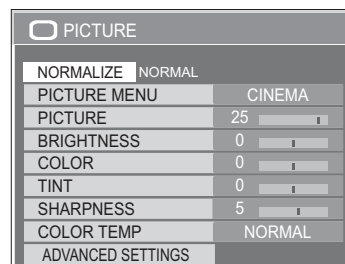 PICTURE
NORMALIZE NORMAL
PICTURE MENU CINEMA
PICTURE 25
BRIGHTNESS 0
COLOR 0
TINT 0
SHARPNESS 5
COLOR TEMP NORMAL
ADVANCED SETTINGS